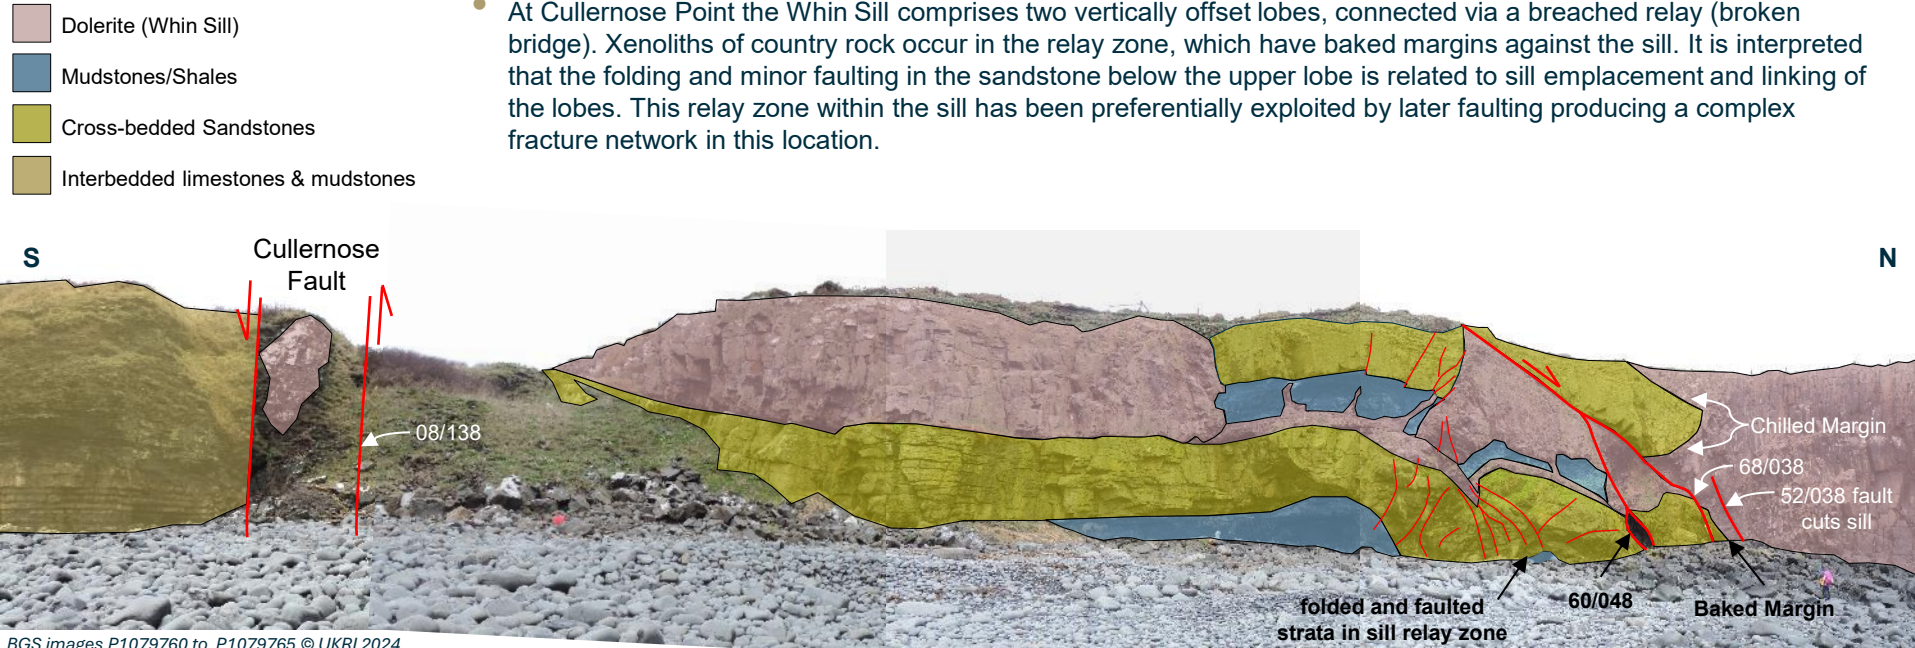 Dolerite (Whin Sill)
Mudstones/Shales
Cross-bedded Sandstones
Interbedded limestones & mudstones
At Cullernose Point the Whin Sill comprises two vertically offset lobes, connected via a breached relay (broken
bridge). Xenoliths of country rock occur in the relay zone, which have baked margins against the sill. It is interpreted
that the folding and minor faulting in the sandstone below the upper lobe is related to sill emplacement and linking of
the lobes. This relay zone within the sill has been preferentially exploited by later faulting producing a complex
fracture network in this location.
S
Cullernose
Fault
N
08/138
Chilled Margin
68/038
52/038 fault
cuts sill
folded and faulted
strata in sill relay zone
60/048
Baked Margin
BGS images P1079760 to P1079765 © UKRI 2024